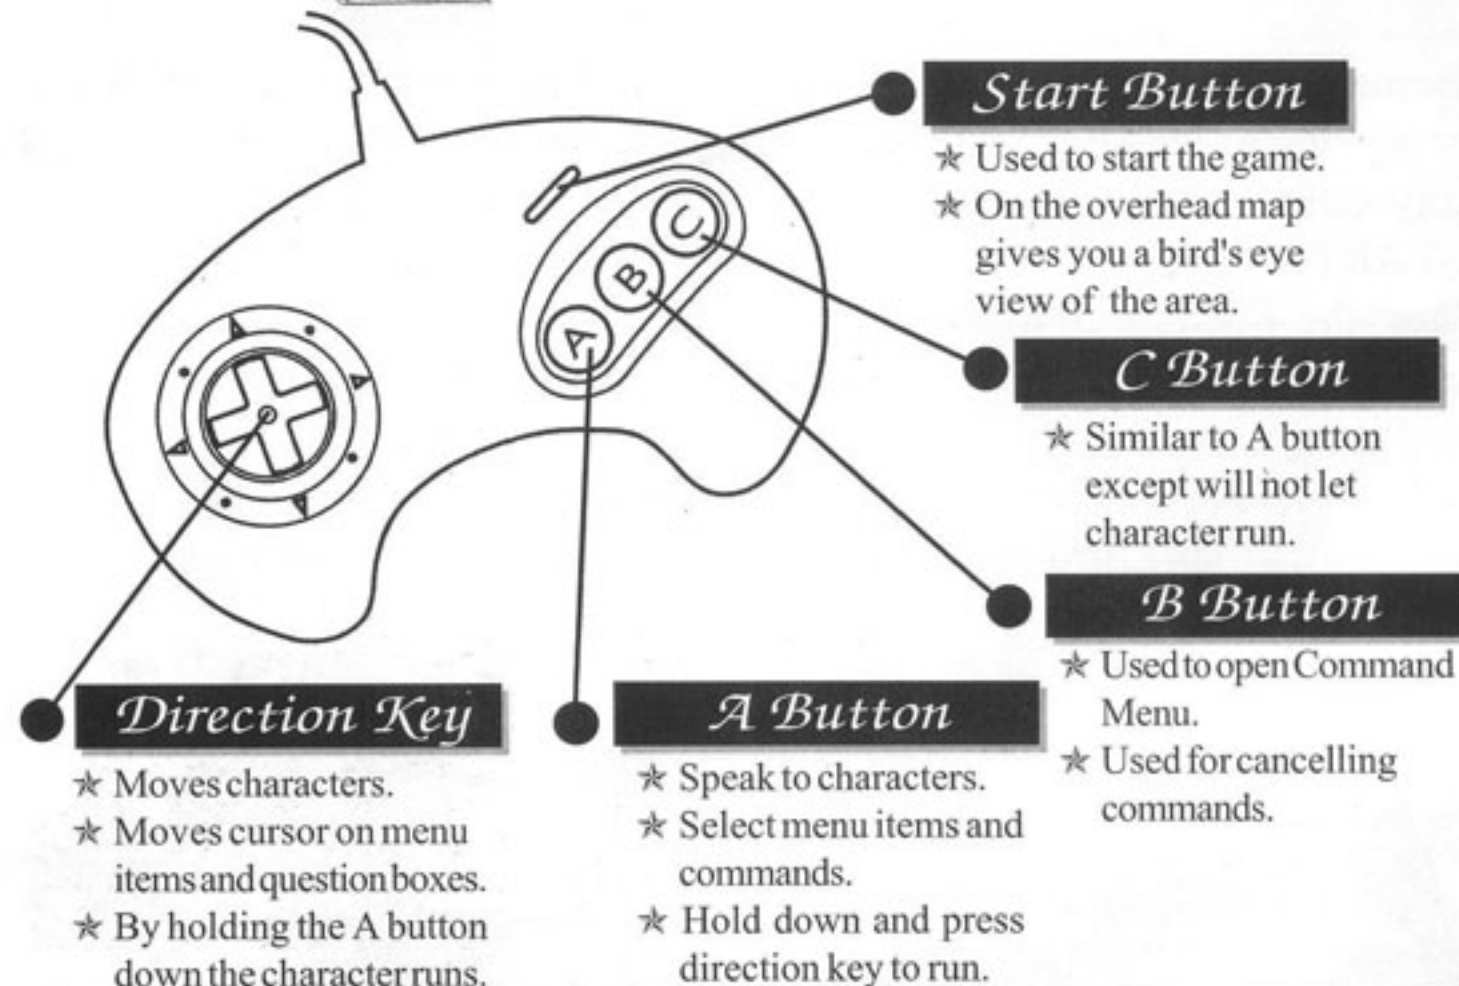 Start Button
✯ Used to start the game.
✯ On the overhead map
gives you a bird's eye
view of the area.
C
B
A
C Button
✯ Similar to A button
except will not let
character run.
B Button
✯ Used to open Command
Menu.
✯ Used for cancelling
commands.
Direction Key
✯ Moves characters.
✯ Moves cursor on menu
items and question boxes.
✯ By holding the A button
down the character runs.
A Button
✯ Speak to characters.
✯ Select menu items and
commands.
✯ Hold down and press
direction key to run.